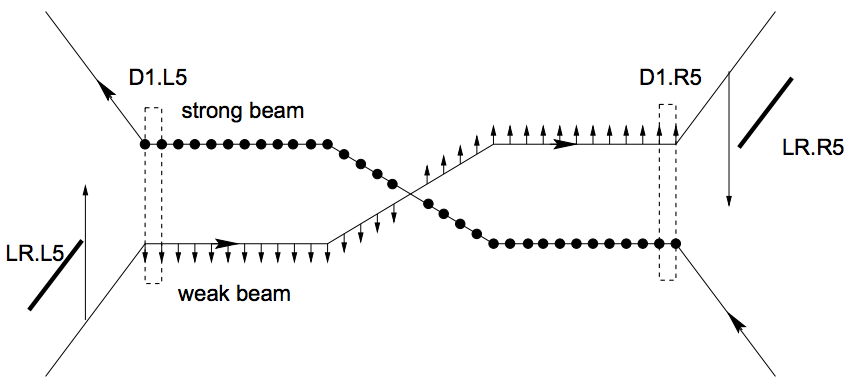 D1.L5
D1.R5
strong beam
LR.R5
LR.L5
weak beam